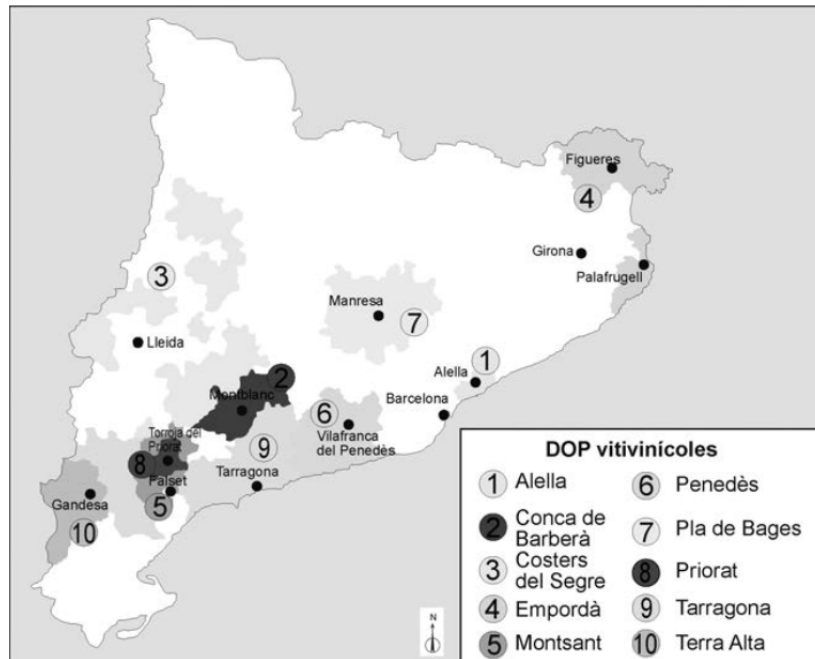 Figueres
4
Girona
Palafrugell
3
Manresa
7
Lleida
1
Alella
2
Montblanc
Barcelona
6
Vilafranca
del Penedès
Torroja del
Priorat
9
8
Tarragona
Falset
Gandesa
5
10
N
DOP vitivinícoles
1 Alella
2 Conca de
Barberà
3 Costers
del Segre
4 Empordà
5 Montsant
6 Penedès
7 Pla de Bages
8 Priorat
9 Tarragona
10 Terra Alta